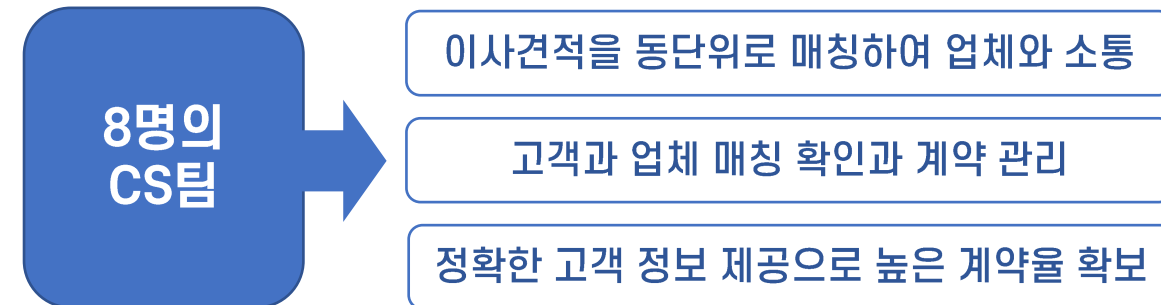 8명의
CS팀
이사견적을 동단위로 매칭하여 업체와 소통
고객과 업체 매칭 확인과 계약 관리
정확한 고객 정보 제공으로 높은 계약율 확보